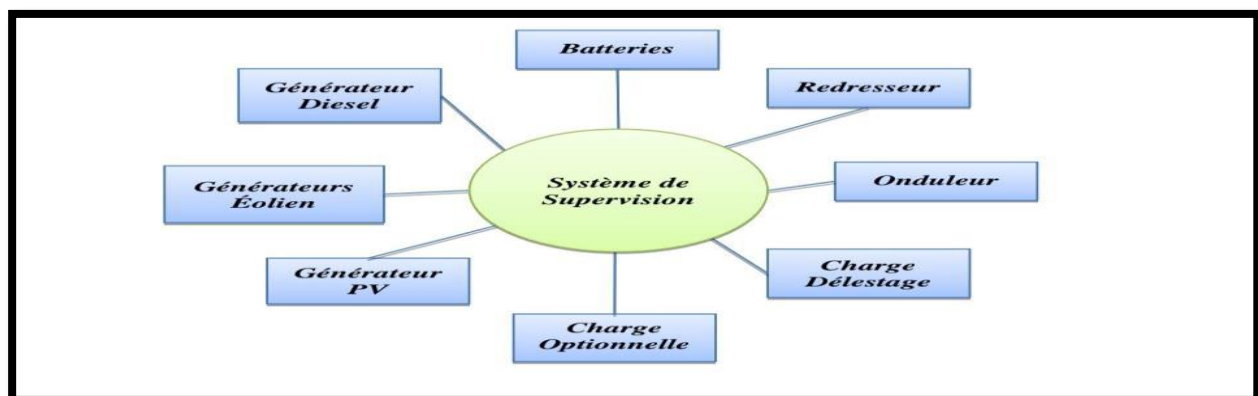 Batteries
Générateur
Diesel
Redresseur
Générateurs
Éolien
Système de
Supervision
Onduleur
Générateur
PV
Charge
Délestage
Charge
Optionnelle